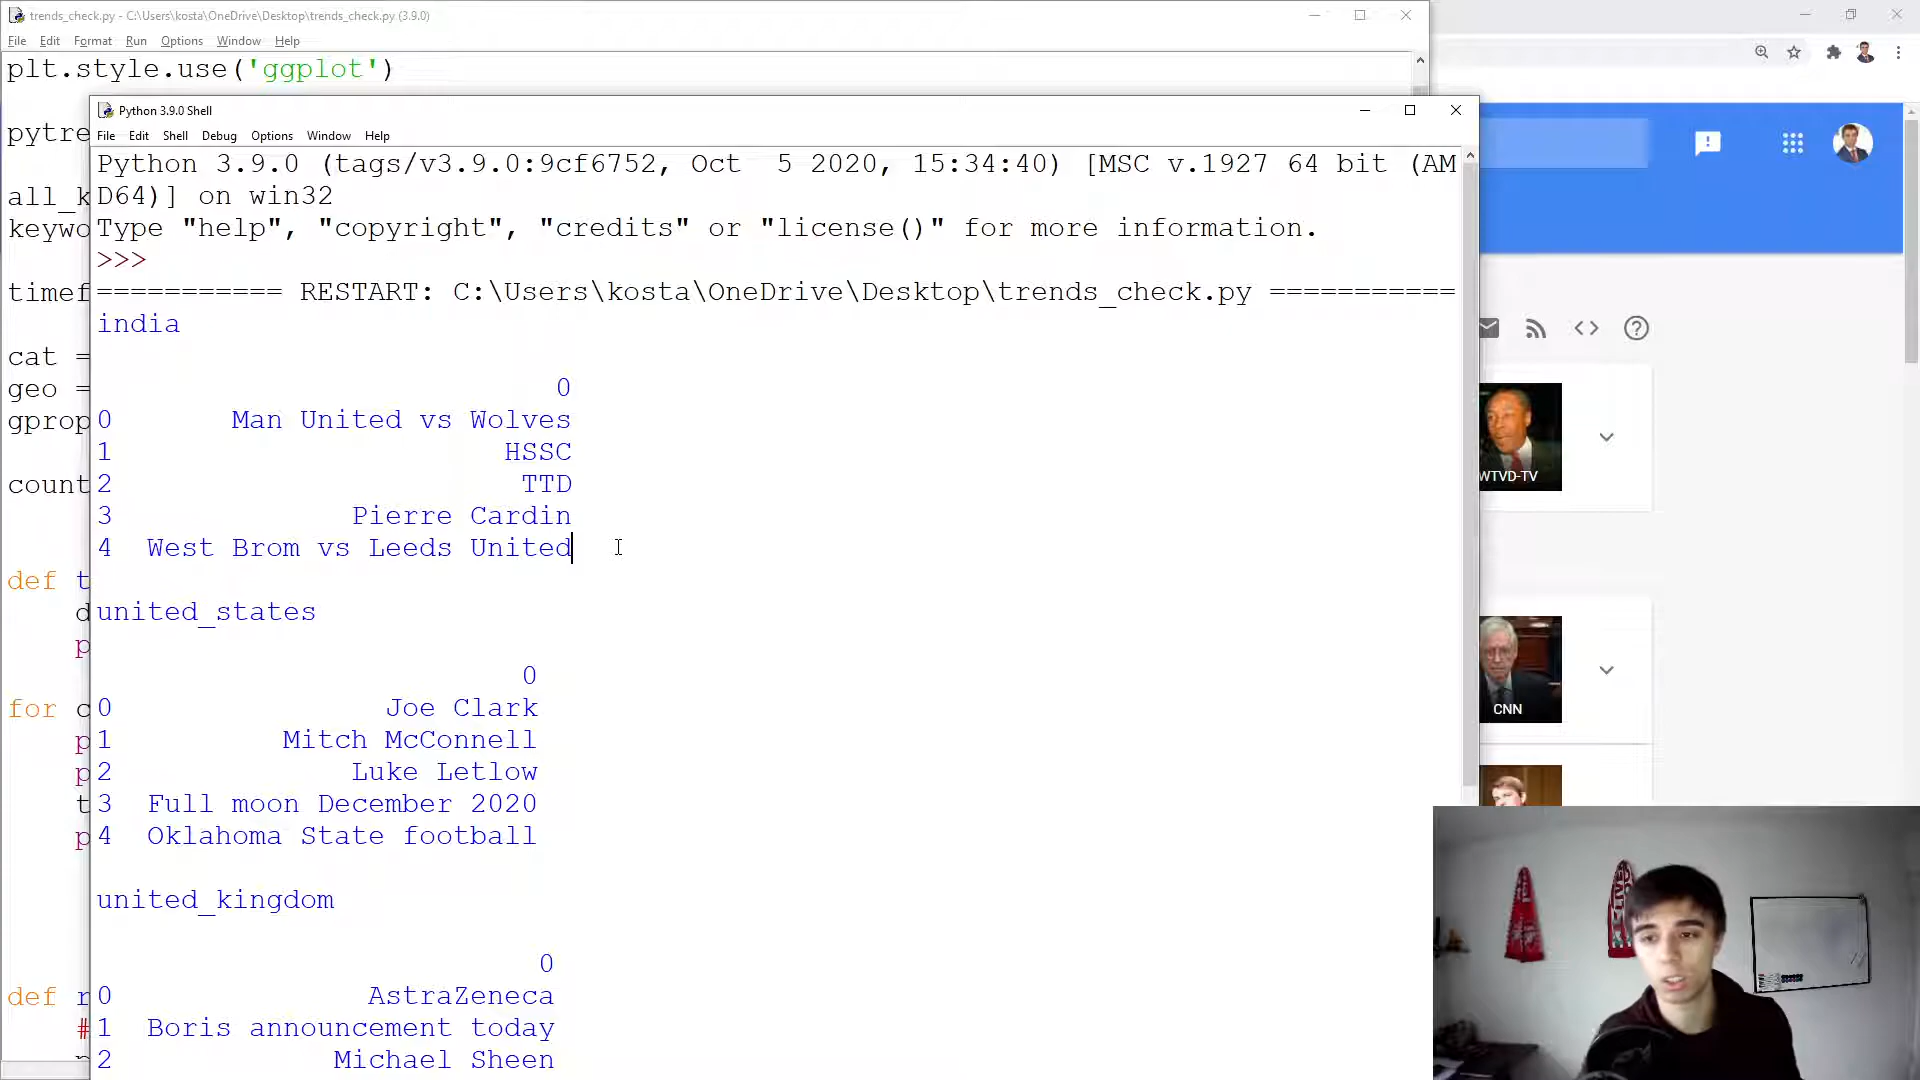 trends_check.py - C:\Users\kosta\OneDrive\Desktop\trends_check.py (3.9.0)
File Edit Format Run Options Window Help
plt.style.use('ggplot')
pytre
all_k
keywo
timef
cat =
geo =
gprop
count
def t
d
p
for c
p
p
t
p
def r
#
Python 3.9.0 Shell
File Edit Shell Debug Options Window Help
Python 3.9.0 (tags/v3.9.0:9cf6752, Oct  5 2020, 15:34:40) [MSC v.1927 64 bit (AM
D64)] on win32
Type "help", "copyright", "credits" or "license()" for more information.
>>>
=========== RESTART: C:\Users\kosta\OneDrive\Desktop\trends_check.py ===========
india
0
0 Man United vs Wolves
1 HSSC
2 TTD
3 Pierre Cardin
4 West Brom vs Leeds United
united_states
0
0 Joe Clark
1 Mitch McConnell
2 Luke Letlow
3 Full moon December 2020
4 Oklahoma State football
united_kingdom
0
0 AstraZeneca
1 Boris announcement today
2 Michael Sheen
WTVD-TV
CNN